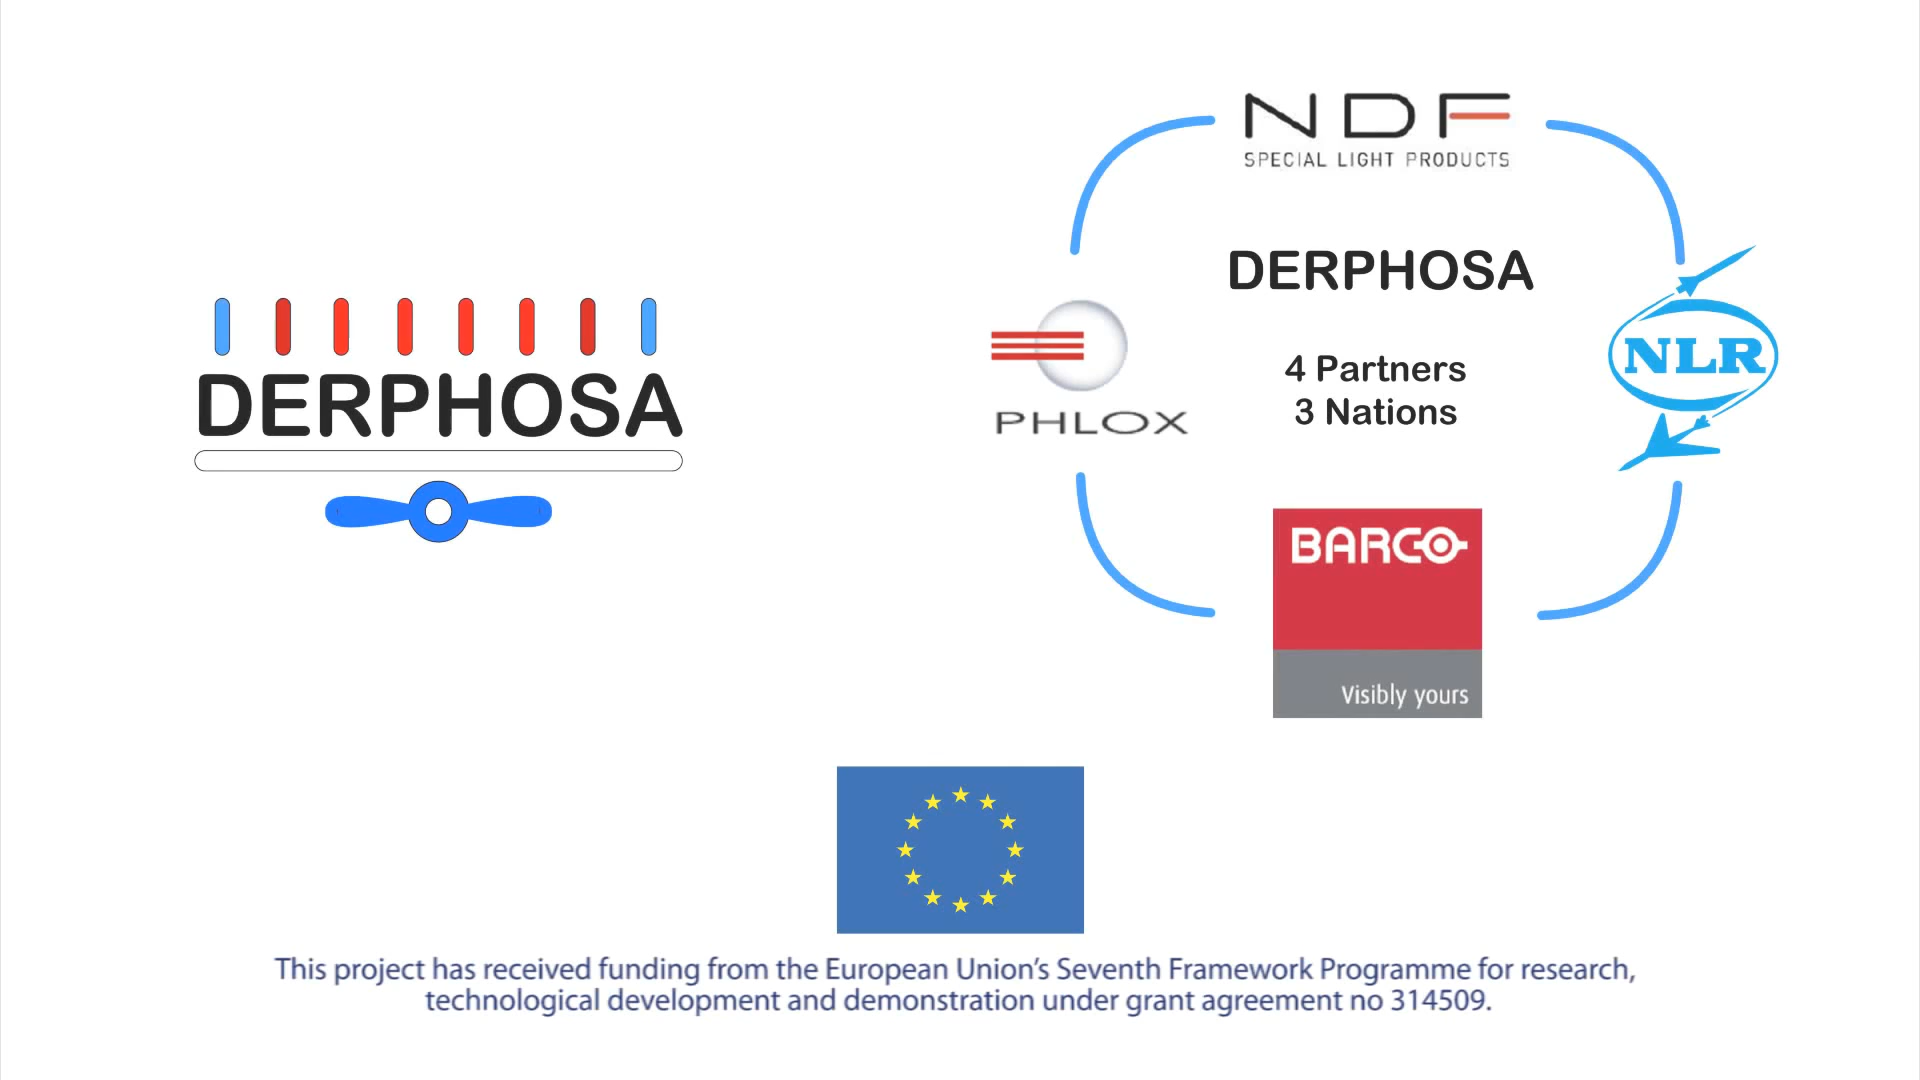 DERPHOSA
NDF
SPECIAL LIGHT PRODUCTS
DERPHOSA
4 Partners
3 Nations
PHLOX
NLR
BARCO
Visibly yours
This project has received funding from the European Union’s Seventh Framework Programme for research,
technological development and demonstration under grant agreement no 314509.